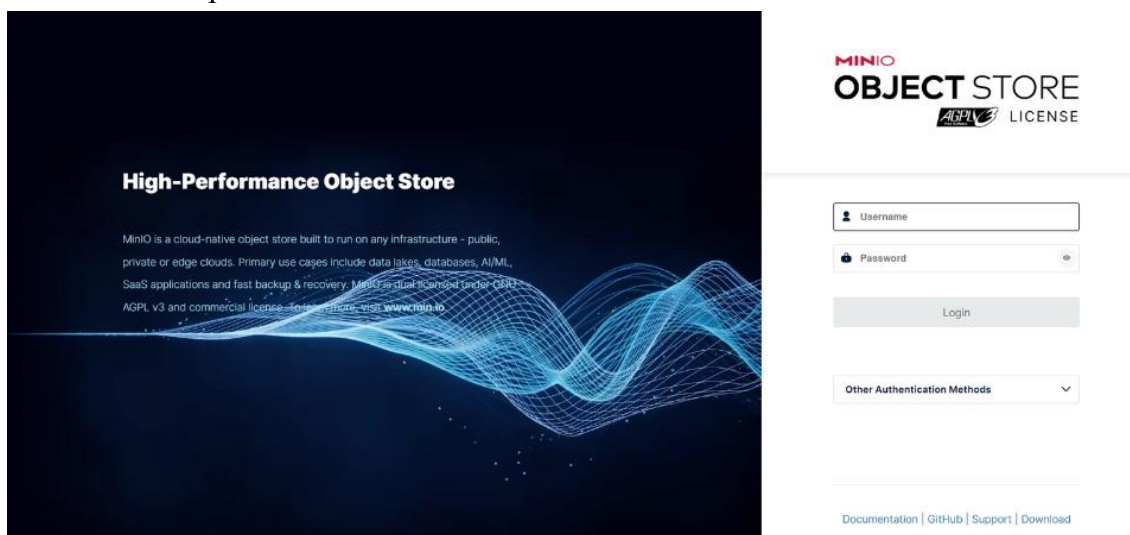 High-Performance Object Store
MinIO is a cloud-native object store built to run on any infrastructure - public,
private or edge clouds. Primary use cases include data lakes, databases, AI/ML,
SaaS applications and fast backup & recovery. MinIO is dual licensed under GNU
AGPL v3 and commercial license. To learn more, visit www.min.io
MINIO
OBJECT STORE
AGPLv3 LICENSE
Username
Password
Login
Other Authentication Methods
Documentation | GitHub | Support | Download